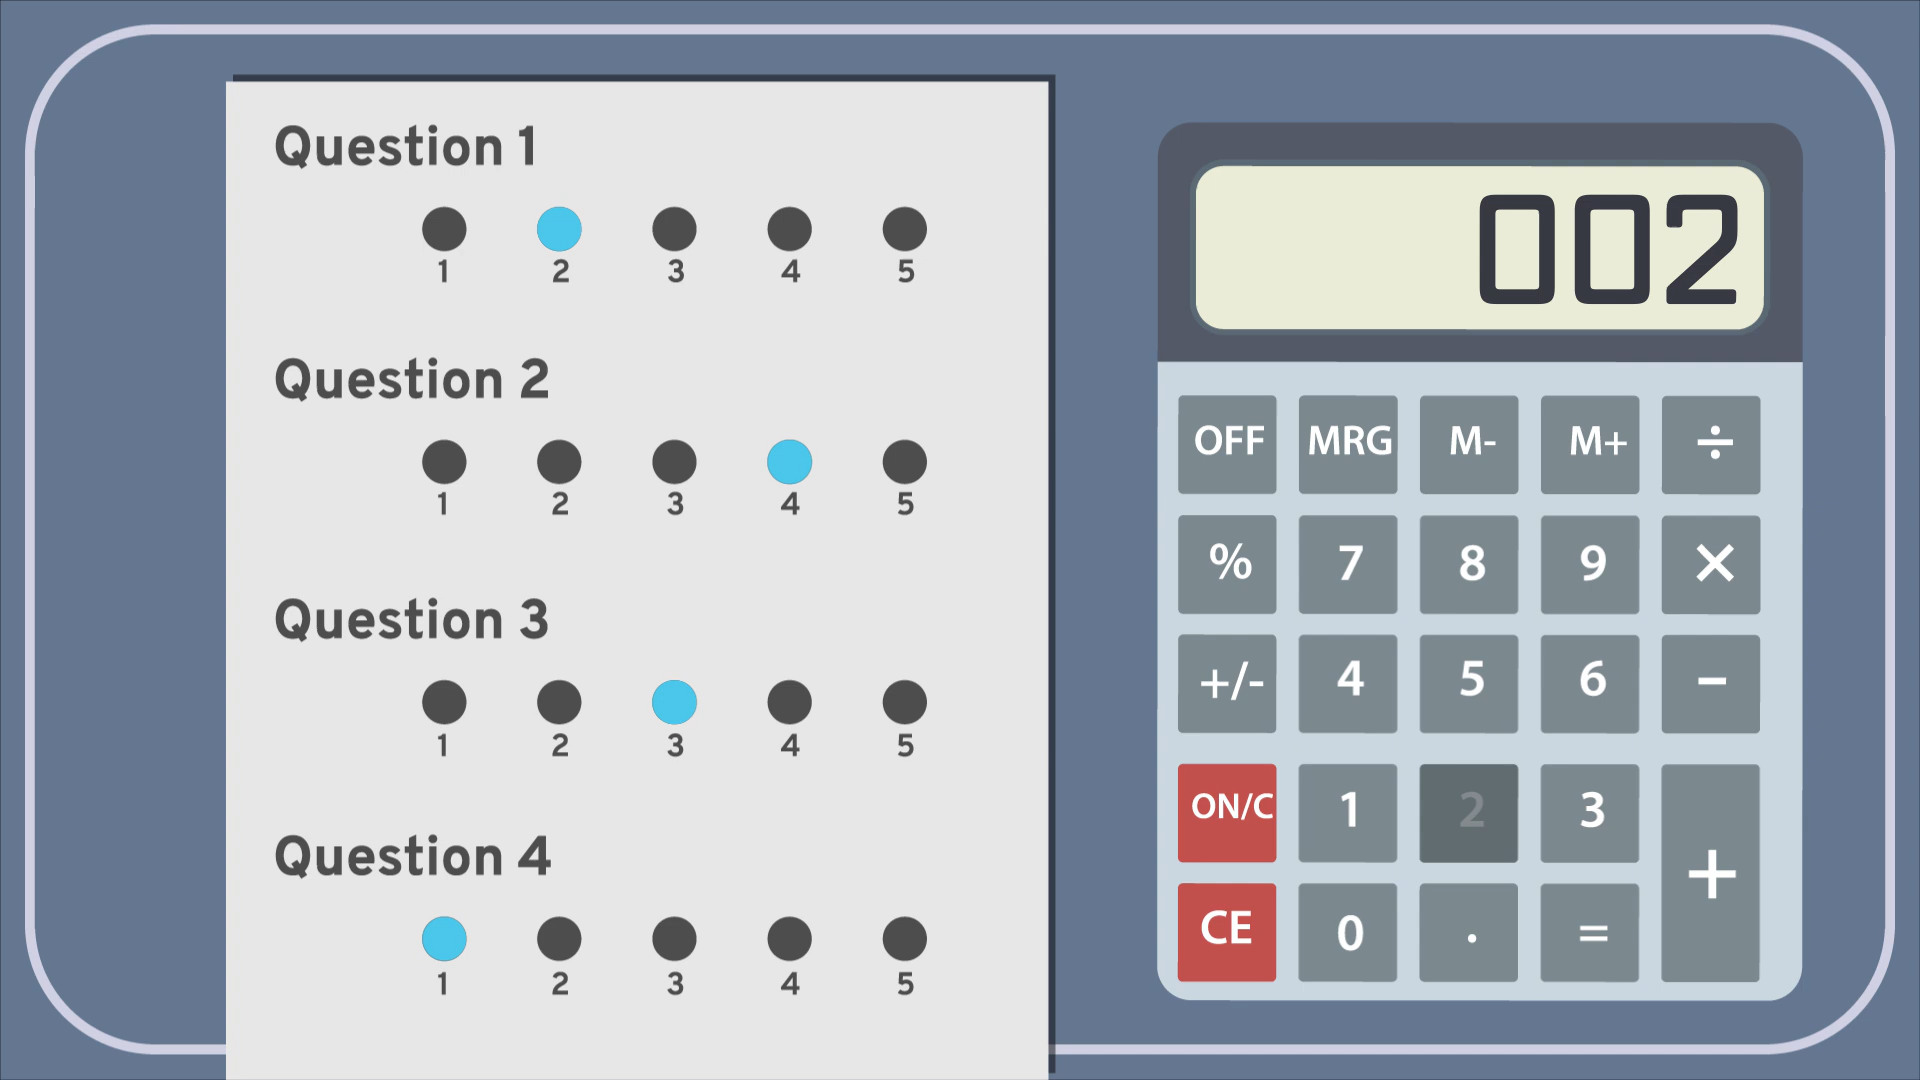 Question 1
1 2 3 4 5
Question 2
1 2 3 4 5
Question 3
1 2 3 4 5
Question 4
1 2 3 4 5
002
OFF MRG M- M+ ÷
% 7 8 9 ×
+/- 4 5 6 −
ON/C 1 2 3 +
CE 0 . =